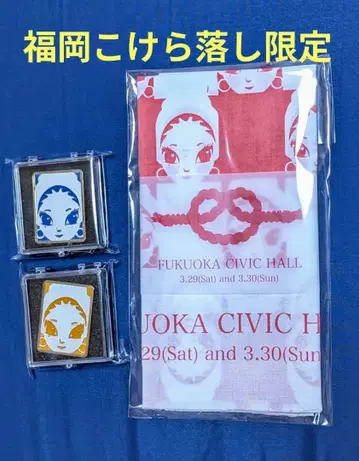 福岡こけら落し限定
FUKUOKA CIVIC HALL
3.29(Sat) and 3.30(Sun)
UOKA CIVIC H
.29(Sat) and 3.30(Sun